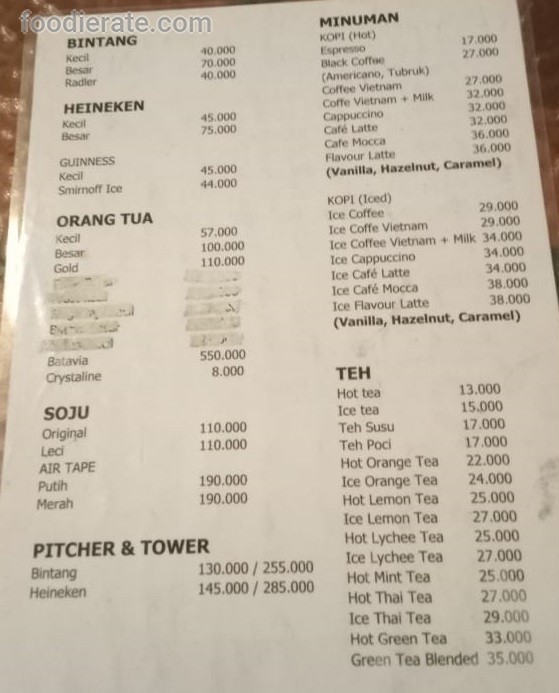 foodierate.com
BINTANG
Kecil 40.000
Besar 70.000
Radler 40.000
HEINEKEN
Kecil 45.000
Besar 75.000
GUINNESS
Kecil 45.000
Smirnoff Ice 44.000
ORANG TUA
Kecil 57.000
Besar 100.000
Gold 110.000
Batavia 550.000
Crystaline 8.000
SOJU
Original 110.000
Leci 110.000
AIR TAPE
Putih 190.000
Merah 190.000
PITCHER & TOWER
Bintang 130.000 / 255.000
Heineken 145.000 / 285.000
MINUMAN
KOPI (Hot)
Espresso 17.000
Black Coffee 27.000
(Americano, Tubruk)
Coffee Vietnam 27.000
Coffe Vietnam + Milk 32.000
Cappuccino 32.000
Café Latte 32.000
Cafe Mocca 36.000
Flavour Latte 36.000
(Vanilla, Hazelnut, Caramel)
KOPI (Iced)
Ice Coffee 29.000
Ice Coffe Vietnam 29.000
Ice Coffee Vietnam + Milk 34.000
Ice Cappuccino 34.000
Ice Café Latte 34.000
Ice Café Mocca 38.000
Ice Flavour Latte 38.000
(Vanilla, Hazelnut, Caramel)
TEH
Hot tea 13.000
Ice tea 15.000
Teh Susu 17.000
Teh Poci 17.000
Hot Orange Tea 22.000
Ice Orange Tea 24.000
Hot Lemon Tea 25.000
Ice Lemon Tea 27.000
Hot Lychee Tea 25.000
Ice Lychee Tea 27.000
Hot Mint Tea 25.000
Hot Thai Tea 27.000
Ice Thai Tea 29.000
Hot Green Tea 33.000
Green Tea Blended 35.000